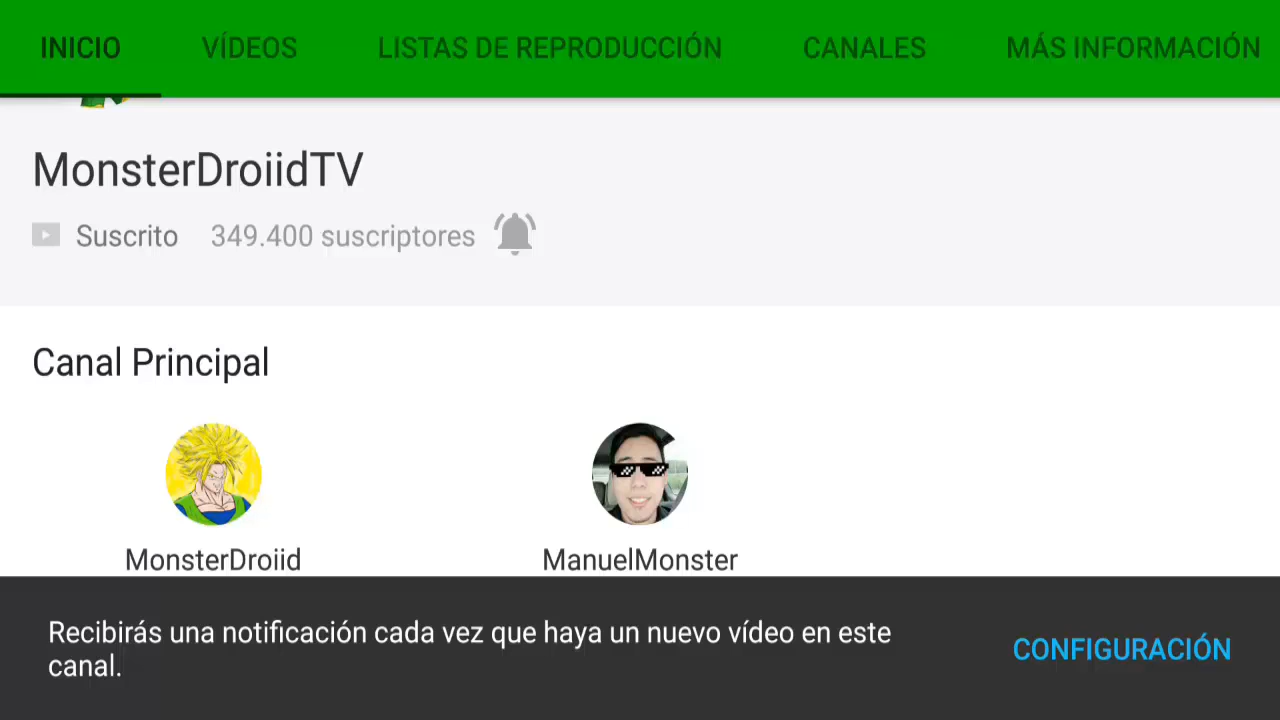 INICIO VÍDEOS LISTAS DE REPRODUCCIÓN CANALES MÁS INFORMACIÓN
MonsterDroiidTV
Suscrito 349.400 suscriptores
Canal Principal
MonsterDroiid ManuelMonster
Recibirás una notificación cada vez que haya un nuevo vídeo en este
canal.
CONFIGURACIÓN